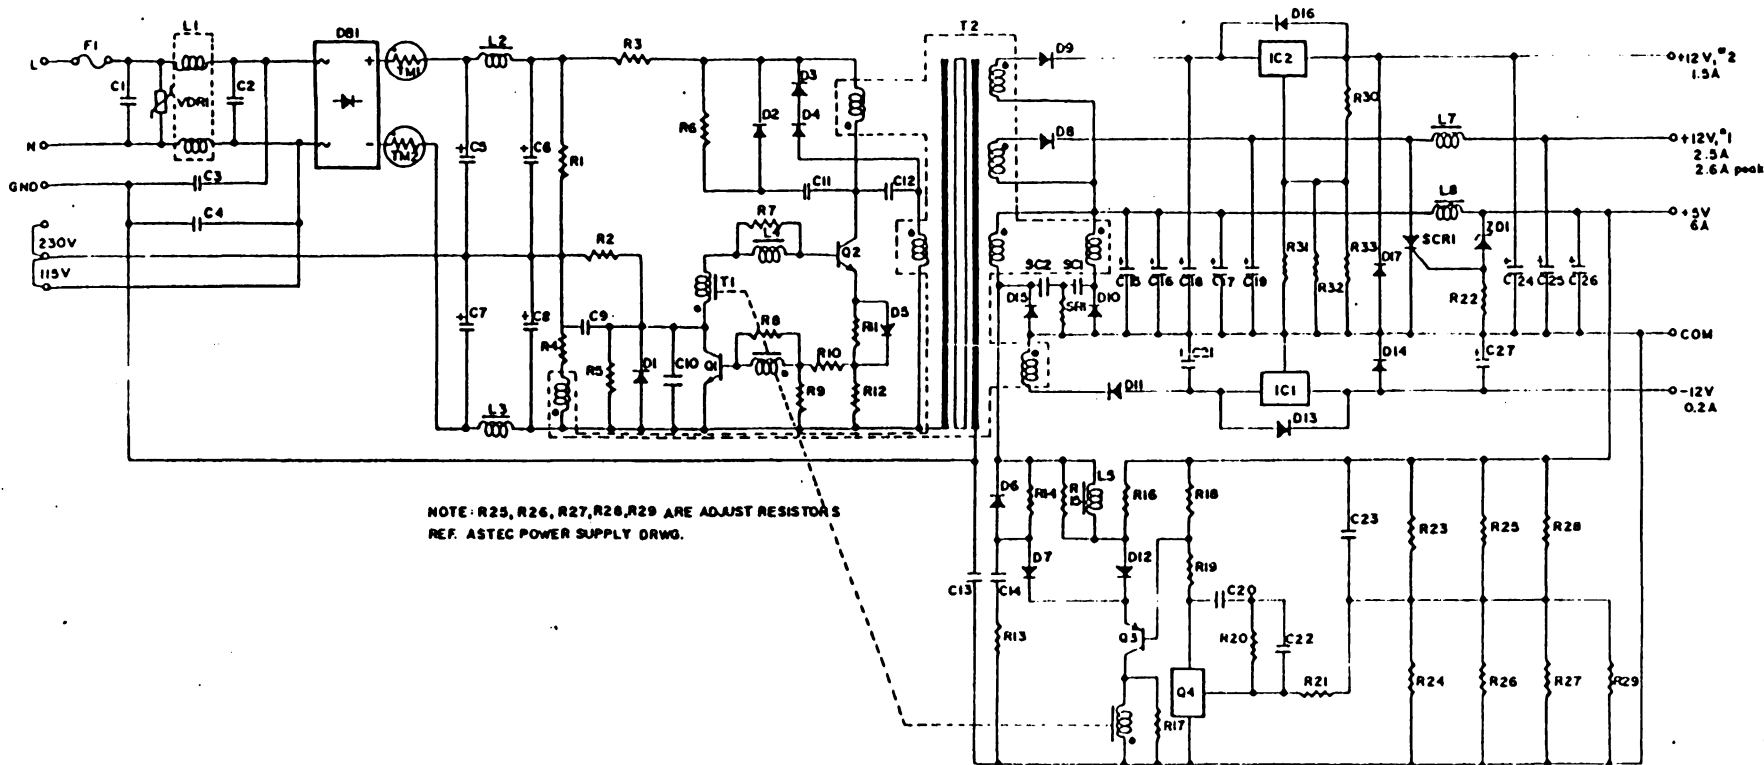 L
F1
L1
C1
VDR1
C2
N
GND
C3
C4
230V
115V
DB1
~
+
~
-
TM1
TM2
L2
R3
C5
C6
R1
R2
C7
C8
C9
R4
R5
D1
C10
L3
R6
D2
D3
D4
C11
C12
R7
L4
Q2
T1
R8
Q1
R10
R9
R11
D5
R12
T2
D9
D8
D16
IC2
R30
+12V, #2
1.5A
L7
+12V, #1
2.5A
2.6A peak
L8
+5V
6A
SC2
SC1
D15
SR1
D10
C15
C16
C18
C17
C19
R31
R32
R33
D17
SCR1
ZD1
R22
C24
C25
C26
COM
C21
D14
C27
D11
IC1
D13
-12V
0.2A
NOTE: R25, R26, R27, R28, R29 ARE ADJUST RESISTORS
REF. ASTEC POWER SUPPLY DRWG.
D6
R14
R15
L5
R16
R18
C23
R23
R25
R28
D7
D12
R19
C13
C14
C20
R13
Q3
R20
C22
R17
Q4
R21
R24
R26
R27
R29